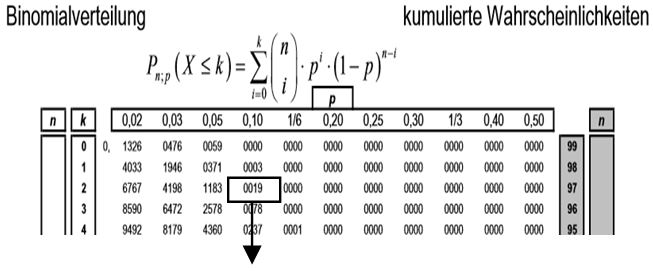 Binomialverteilung kumulierte Wahrscheinlichkeiten
P_{n;p}(X ≤ k) = \sum_{i=0}^{k} \binom{n}{i} · p^i · (1 − p)^{n−i}
p
n k 0,02 0,03 0,05 0,10 1/6 0,20 0,25 0,30 1/3 0,40 0,50 n
0 0, 1326 0476 0059 0000 0000 0000 0000 0000 0000 0000 0000 99
1 4033 1946 0371 0003 0000 0000 0000 0000 0000 0000 0000 98
2 6767 4198 1183 0019 0000 0000 0000 0000 0000 0000 0000 97
3 8590 6472 2578 0078 0000 0000 0000 0000 0000 0000 0000 96
4 9492 8179 4360 0237 0001 0000 0000 0000 0000 0000 0000 95